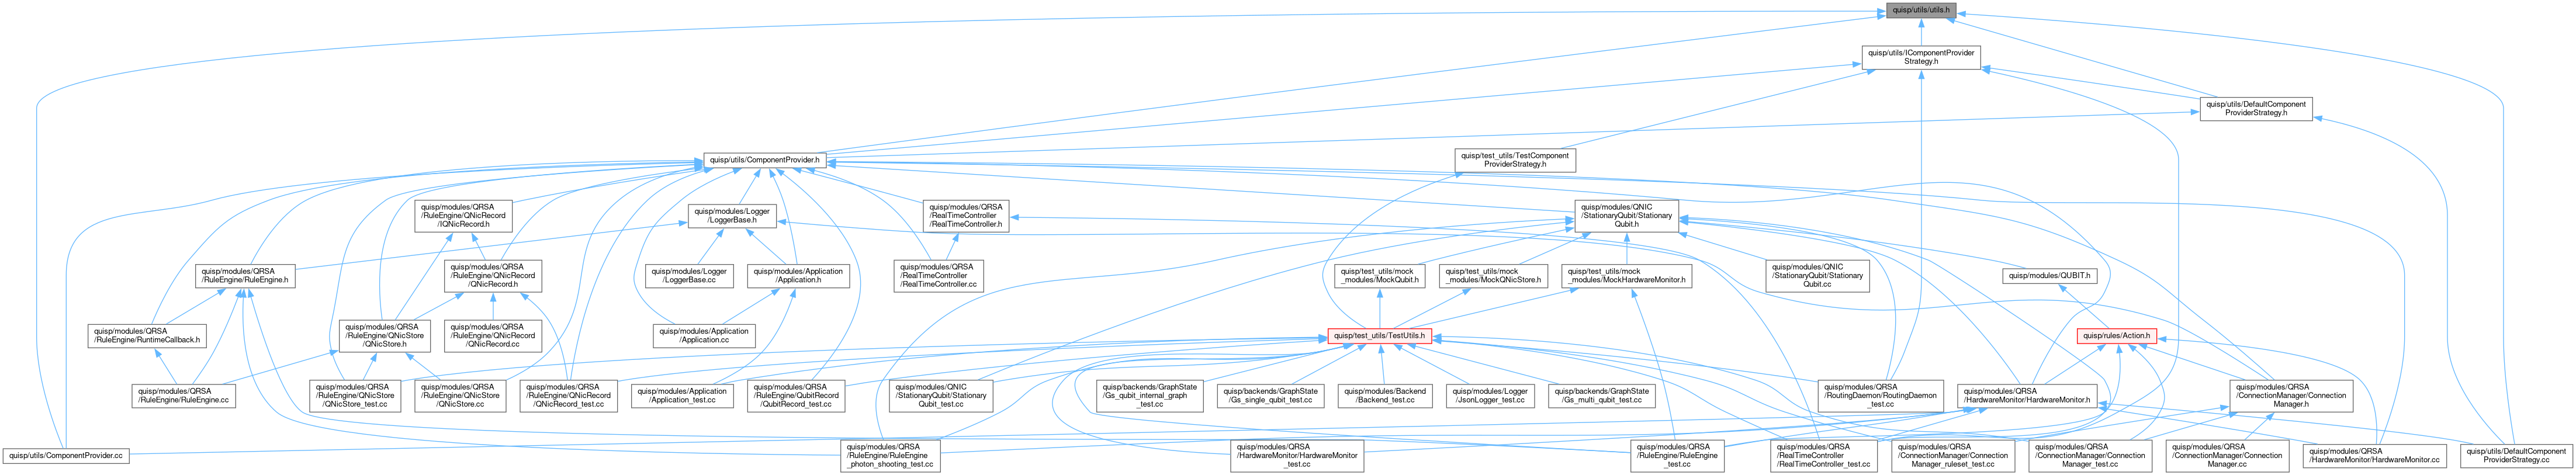 quisp/utils/utils.h
quisp/utils/IComponentProvider
Strategy.h
quisp/utils/DefaultComponent
ProviderStrategy.h
quisp/utils/ComponentProvider.h
quisp/test_utils/TestComponent
ProviderStrategy.h
quisp/modules/QRSA
/RuleEngine/QNicRecord
/IQNicRecord.h
quisp/modules/Logger
/LoggerBase.h
quisp/modules/QRSA
/RealTimeController
/RealTimeController.h
quisp/modules/QNIC
/StationaryQubit/Stationary
Qubit.h
quisp/modules/QRSA
/RuleEngine/RuleEngine.h
quisp/modules/QRSA
/RuleEngine/QNicRecord
/QNicRecord.h
quisp/modules/Logger
/LoggerBase.cc
quisp/modules/Application
/Application.h
quisp/modules/QRSA
/RealTimeController
/RealTimeController.cc
quisp/test_utils/mock
_modules/MockQubit.h
quisp/test_utils/mock
_modules/MockQNicStore.h
quisp/test_utils/mock
_modules/MockHardwareMonitor.h
quisp/modules/QNIC
/StationaryQubit/Stationary
Qubit.cc
quisp/modules/QUBIT.h
quisp/modules/QRSA
/RuleEngine/RuntimeCallback.h
quisp/modules/QRSA
/RuleEngine/QNicStore
/QNicStore.h
quisp/modules/QRSA
/RuleEngine/QNicRecord
/QNicRecord.cc
quisp/modules/Application
/Application.cc
quisp/test_utils/TestUtils.h
quisp/rules/Action.h
quisp/modules/QRSA
/RuleEngine/RuleEngine.cc
quisp/modules/QRSA
/RuleEngine/QNicStore
/QNicStore_test.cc
quisp/modules/QRSA
/RuleEngine/QNicStore
/QNicStore.cc
quisp/modules/QRSA
/RuleEngine/QNicRecord
/QNicRecord_test.cc
quisp/modules/Application
/Application_test.cc
quisp/modules/QRSA
/RuleEngine/QubitRecord
/QubitRecord_test.cc
quisp/modules/QNIC
/StationaryQubit/Stationary
Qubit_test.cc
quisp/backends/GraphState
/Gs_qubit_internal_graph
_test.cc
quisp/backends/GraphState
/Gs_single_qubit_test.cc
quisp/modules/Backend
/Backend_test.cc
quisp/modules/Logger
/JsonLogger_test.cc
quisp/backends/GraphState
/Gs_multi_qubit_test.cc
quisp/modules/QRSA
/RoutingDaemon/RoutingDaemon
_test.cc
quisp/modules/QRSA
/HardwareMonitor/HardwareMonitor.h
quisp/modules/QRSA
/ConnectionManager/Connection
Manager.h
quisp/utils/ComponentProvider.cc
quisp/modules/QRSA
/RuleEngine/RuleEngine
_photon_shooting_test.cc
quisp/modules/QRSA
/HardwareMonitor/HardwareMonitor
_test.cc
quisp/modules/QRSA
/RuleEngine/RuleEngine
_test.cc
quisp/modules/QRSA
/RealTimeController
/RealTimeController_test.cc
quisp/modules/QRSA
/ConnectionManager/Connection
Manager_ruleset_test.cc
quisp/modules/QRSA
/ConnectionManager/Connection
Manager_test.cc
quisp/modules/QRSA
/ConnectionManager/Connection
Manager.cc
quisp/modules/QRSA
/HardwareMonitor/HardwareMonitor.cc
quisp/utils/DefaultComponent
ProviderStrategy.cc